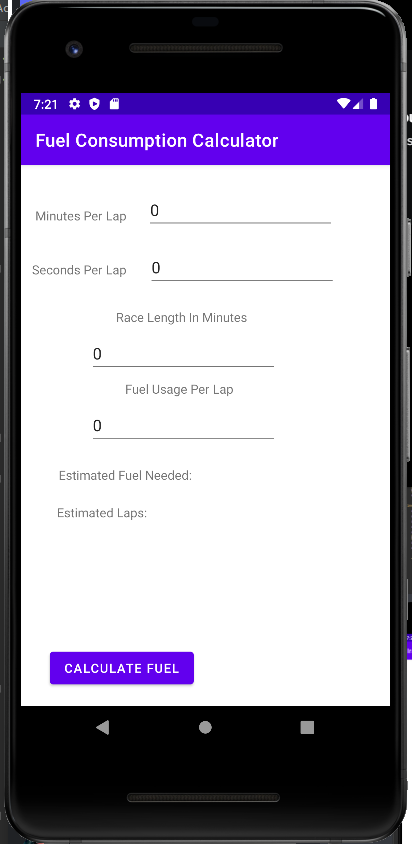 7:21
Fuel Consumption Calculator
Minutes Per Lap 0
Seconds Per Lap 0
Race Length In Minutes
0
Fuel Usage Per Lap
0
Estimated Fuel Needed:
Estimated Laps:
CALCULATE FUEL